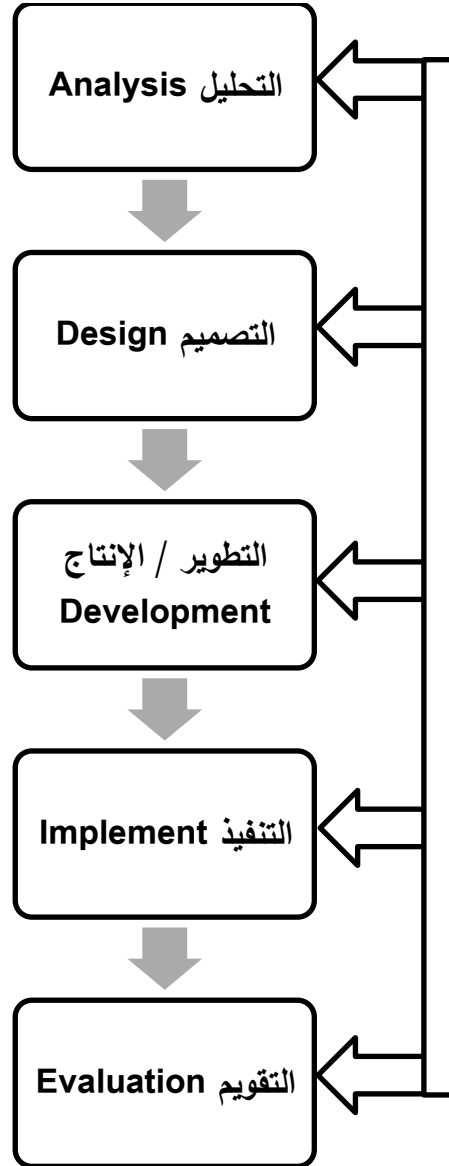 التحليل Analysis
التصميم Design
التطوير / الإنتاج
Development
التنفيذ Implement
التقويم Evaluation